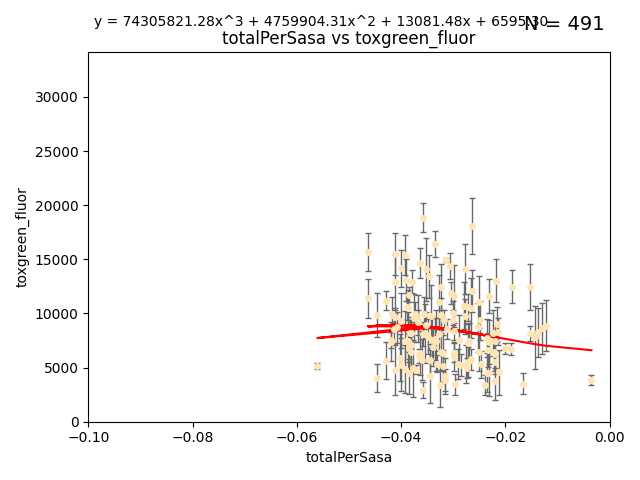 y = 74305821.28x^3 + 4759904.31x^2 + 13081.48x + 6595.30
N = 491
totalPerSasa vs toxgreen_fluor
30000
25000
20000
15000
10000
5000
0
toxgreen_fluor
−0.10 −0.08 −0.06 −0.04 −0.02 0.00
totalPerSasa